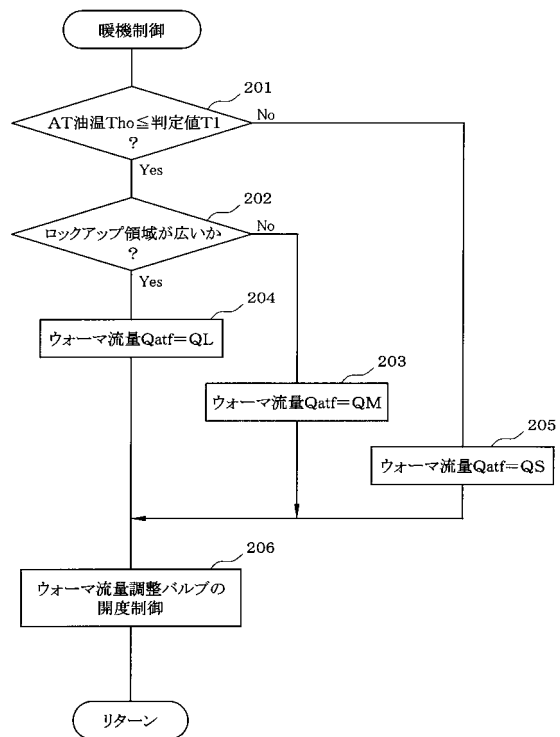 暖機制御
201
AT油温Tho≦判定値T1
?
No
Yes
202
ロックアップ領域が広いか
?
No
Yes
204
ウォーマ流量Qatf=QL
203
ウォーマ流量Qatf=QM
205
ウォーマ流量Qatf=QS
206
ウォーマ流量調整バルブの
開度制御
リターン